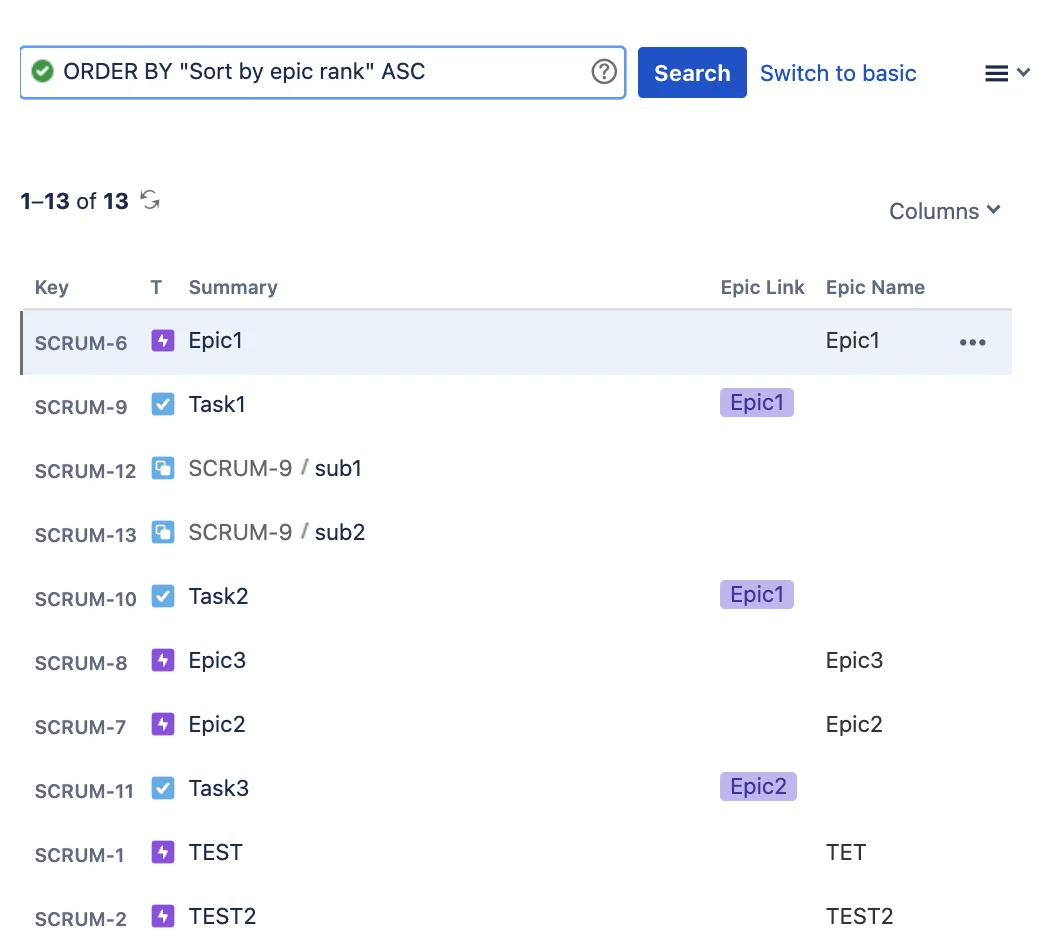 ORDER BY "Sort by epic rank" ASC
Search Switch to basic
1–13 of 13
Columns
Key T Summary Epic Link Epic Name
SCRUM-6 Epic1 Epic1
SCRUM-9 Task1 Epic1
SCRUM-12 SCRUM-9 / sub1
SCRUM-13 SCRUM-9 / sub2
SCRUM-10 Task2 Epic1
SCRUM-8 Epic3 Epic3
SCRUM-7 Epic2 Epic2
SCRUM-11 Task3 Epic2
SCRUM-1 TEST TET
SCRUM-2 TEST2 TEST2